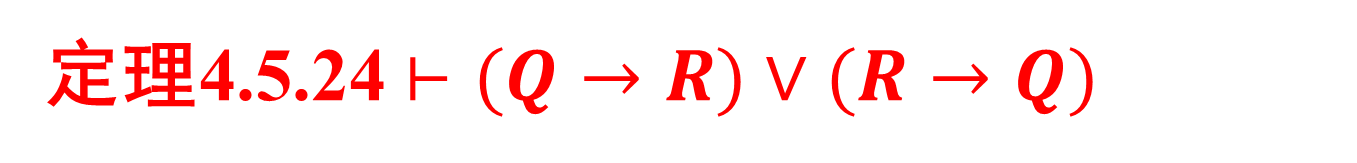 定理4.5.24 ⊢ (Q → R) ∨ (R → Q)